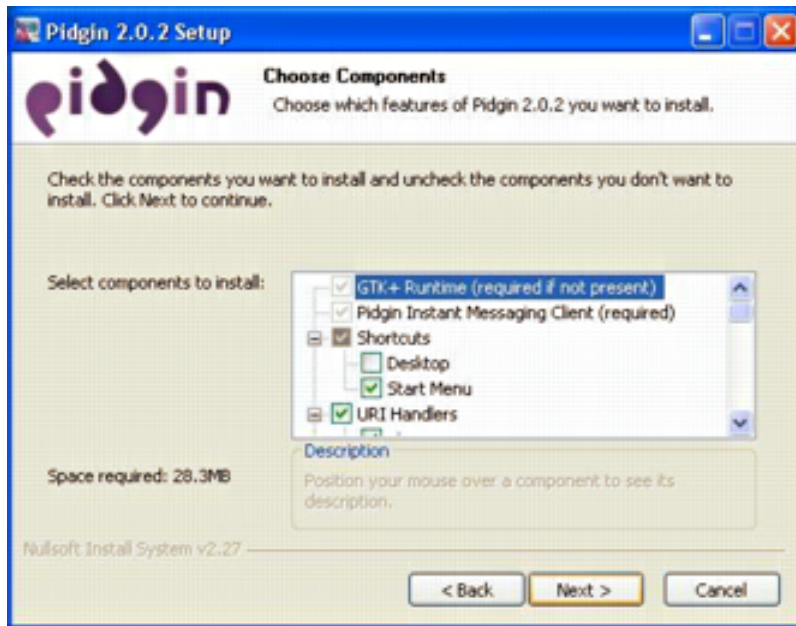 Pidgin 2.0.2 Setup
pidgin
Choose Components
Choose which features of Pidgin 2.0.2 you want to install.
Check the components you want to install and uncheck the components you don't want to
install. Click Next to continue.
Select components to install:
GTK+ Runtime (required if not present)
Pidgin Instant Messaging Client (required)
Shortcuts
Desktop
Start Menu
URI Handlers
Description
Space required: 28.3MB
Position your mouse over a component to see its
description.
Nullsoft Install System v2.27
< Back
Next >
Cancel